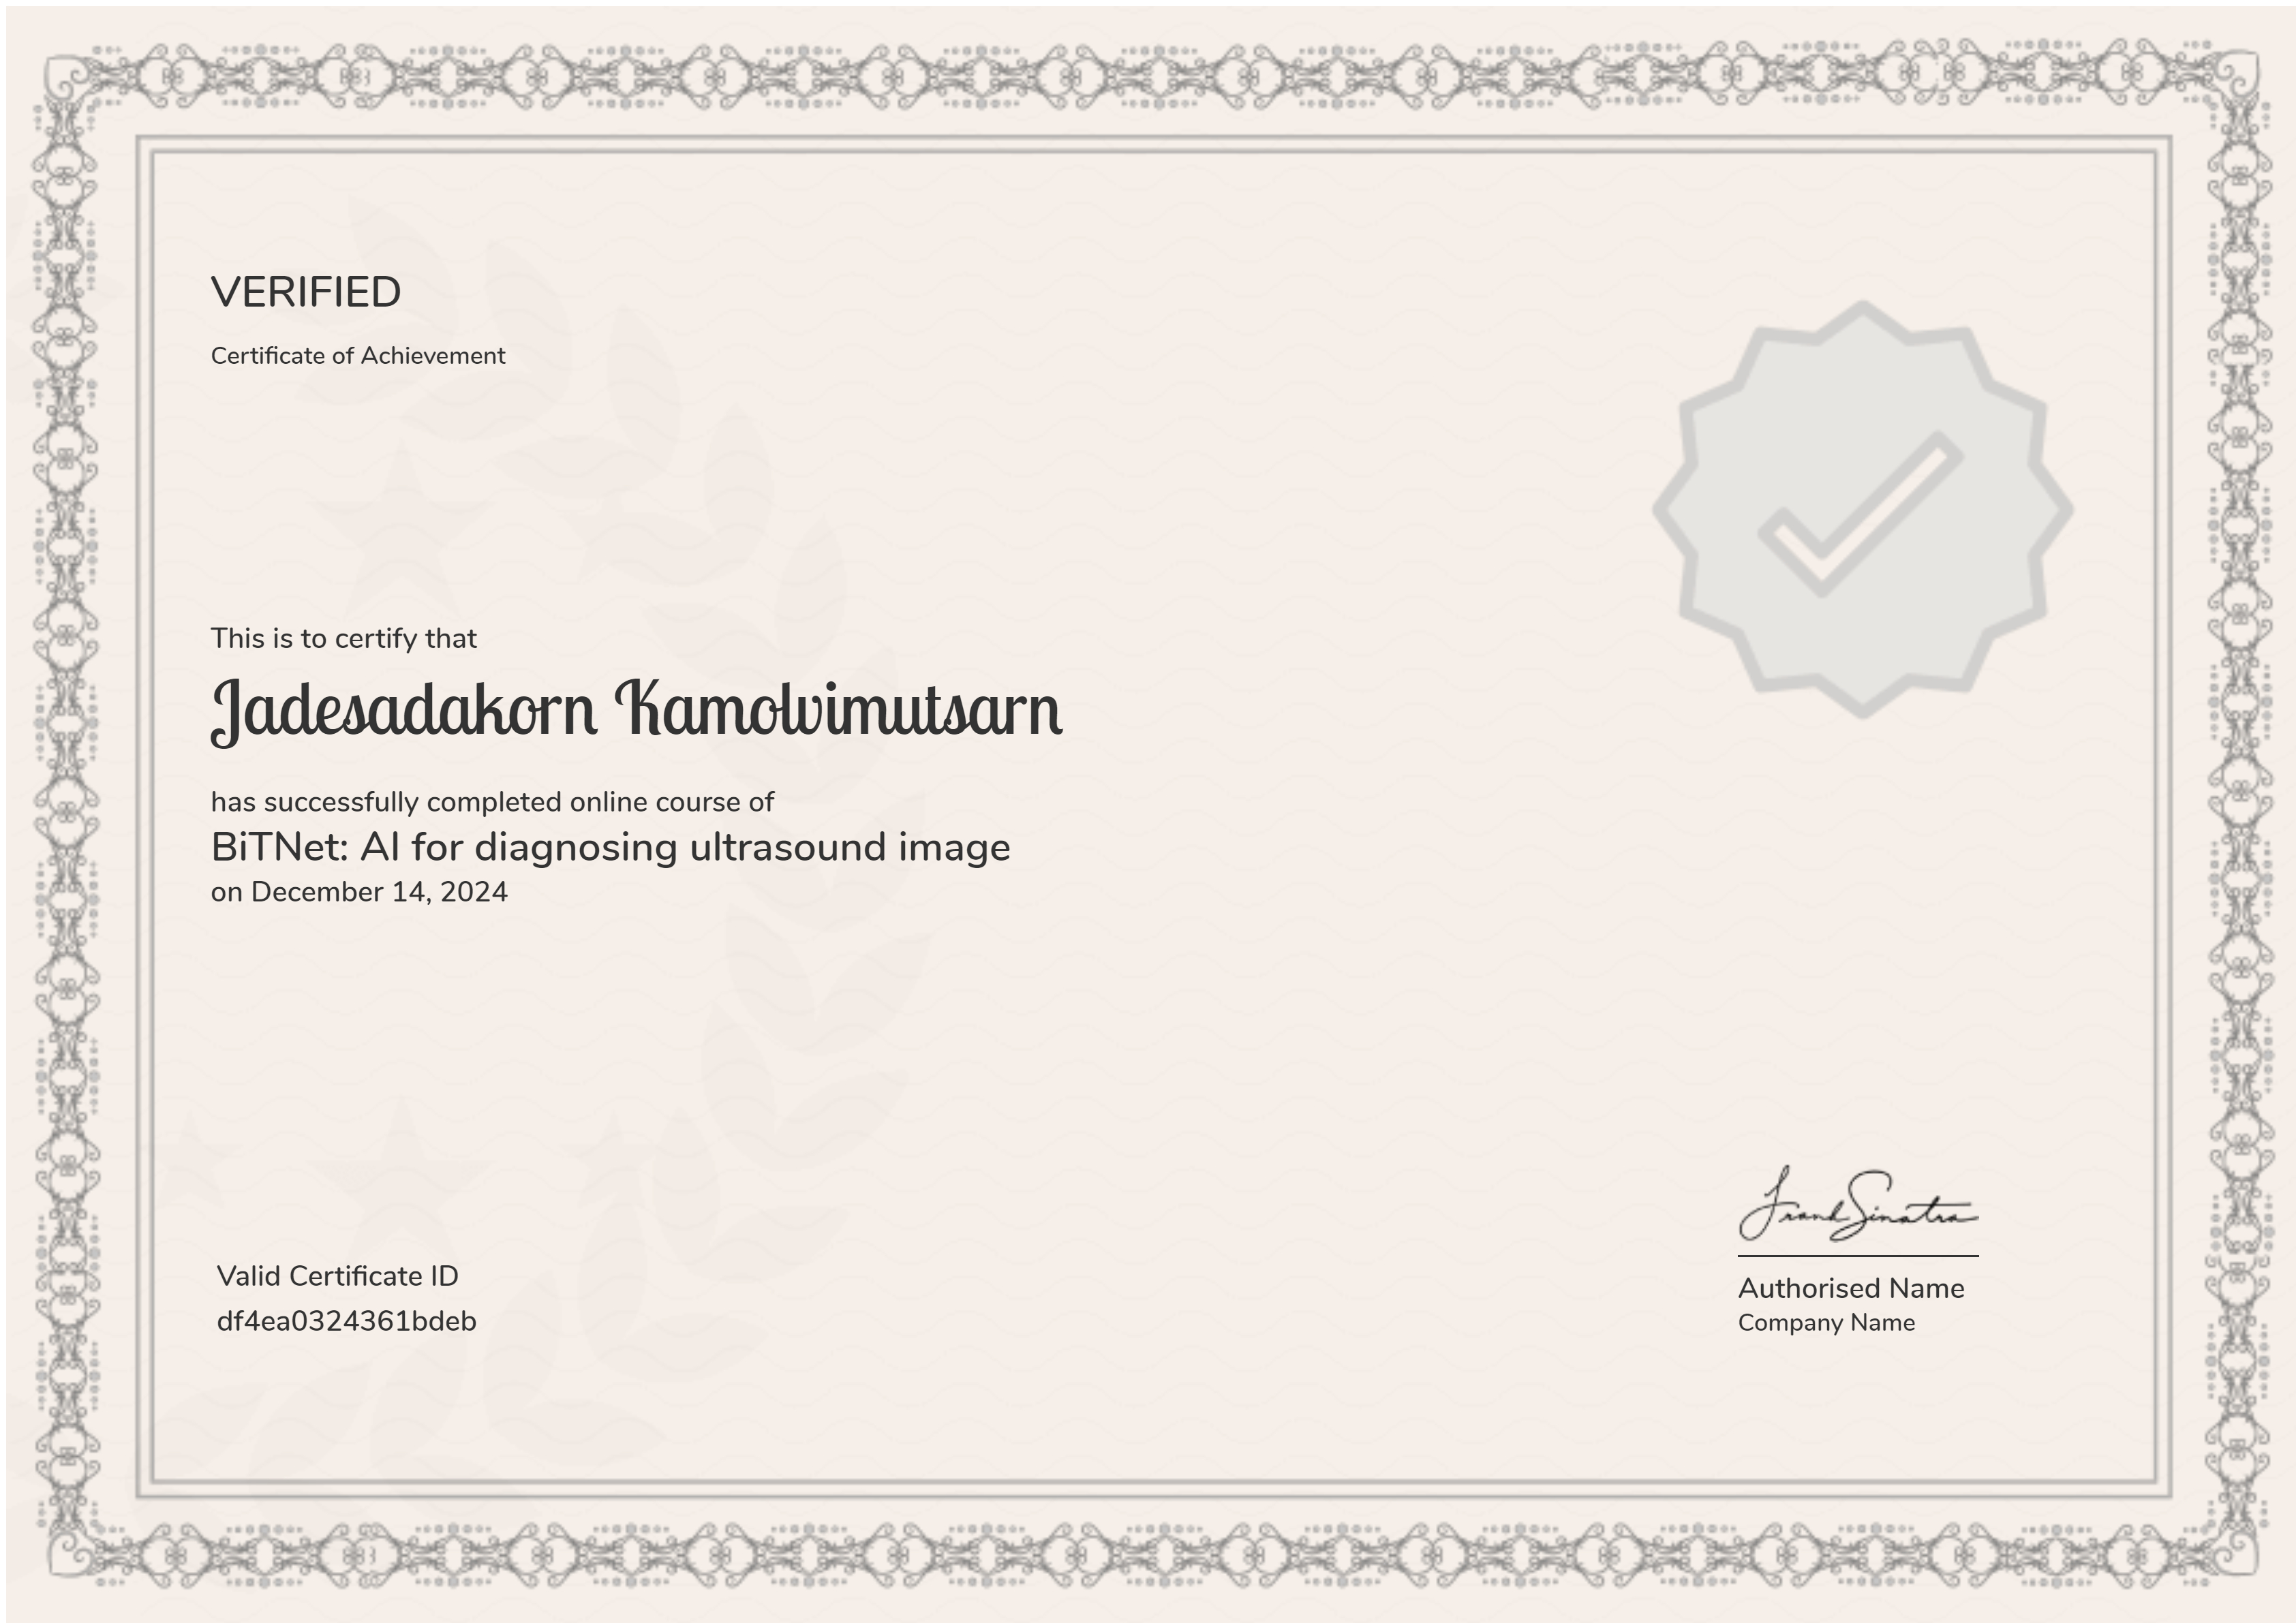 VERIFIED
Certificate of Achievement
This is to certify that
Jadesadakorn Kamolvimutsarn
has successfully completed online course of
BiTNet: AI for diagnosing ultrasound image
on December 14, 2024
Valid Certificate ID
df4ea0324361bdeb
Frank Sinatra
Authorised Name
Company Name